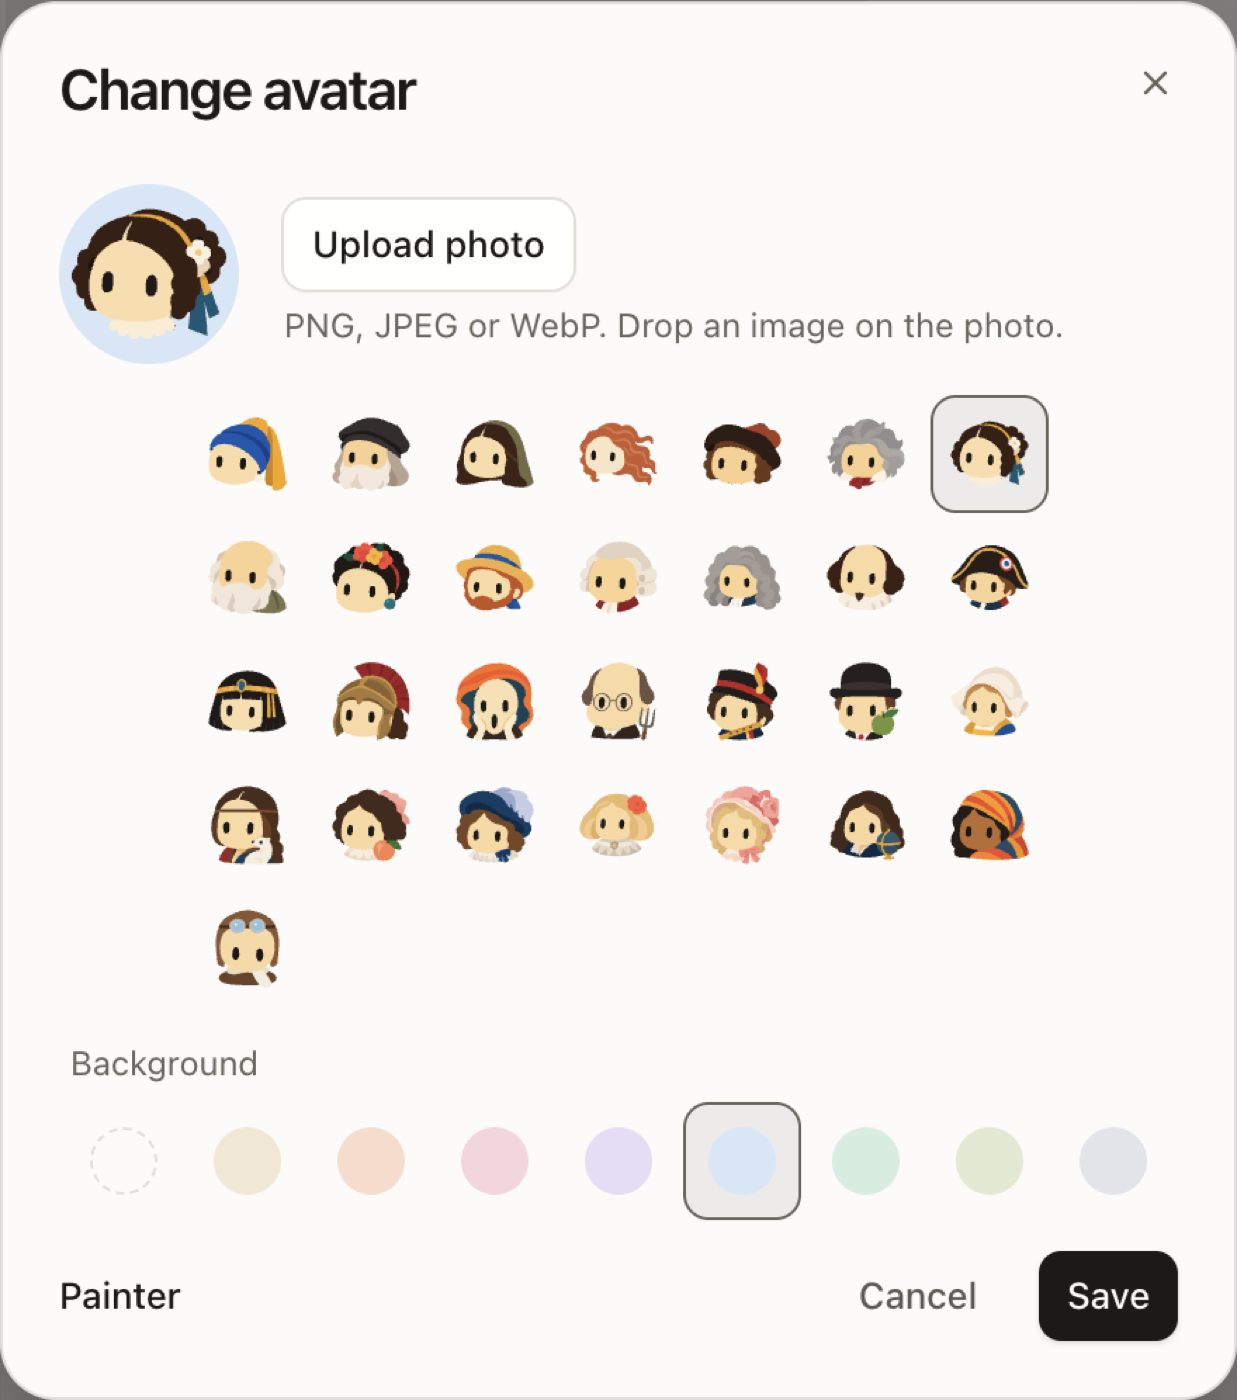 Change avatar
Upload photo
PNG, JPEG or WebP. Drop an image on the photo.
Background
Painter
Cancel
Save